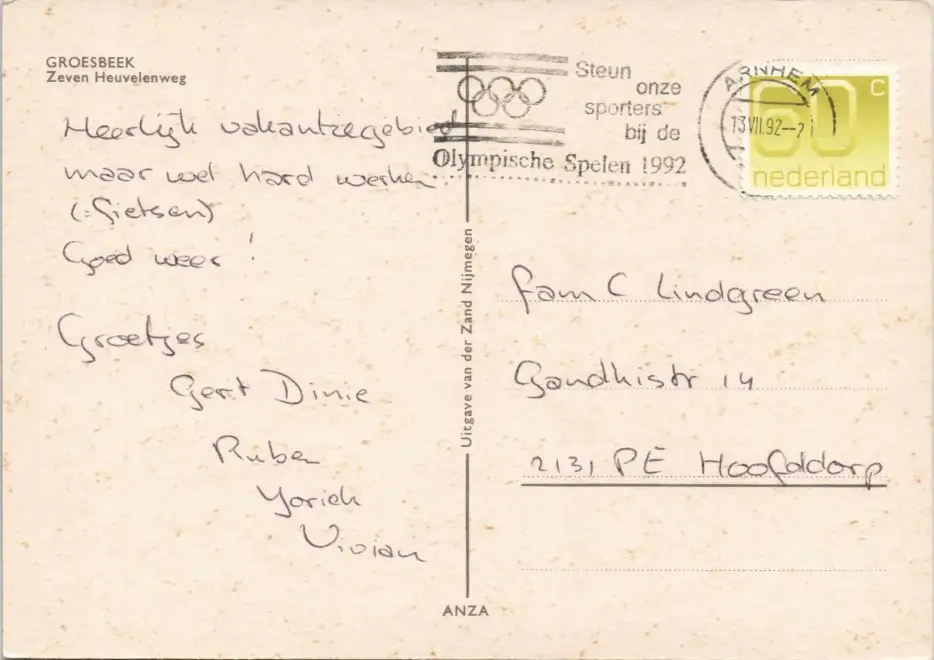 GROESBEEK
Zeven Heuvelenweg
Heerlijk vakantiegebied
maar wel hard werken
(=fietsen)
Goed weer !
Groetjes
Gert Dinie
Ruben
Yorick
Vivian
Uitgave van der Zand Nijmegen
ANZA
Steun
onze
sporters
bij de
Olympische Spelen 1992
ARNHEM
13 VII. 92
60 C
nederland
Fam C Lindgreen
Gandhistr 14
2131 PE Hoofddorp